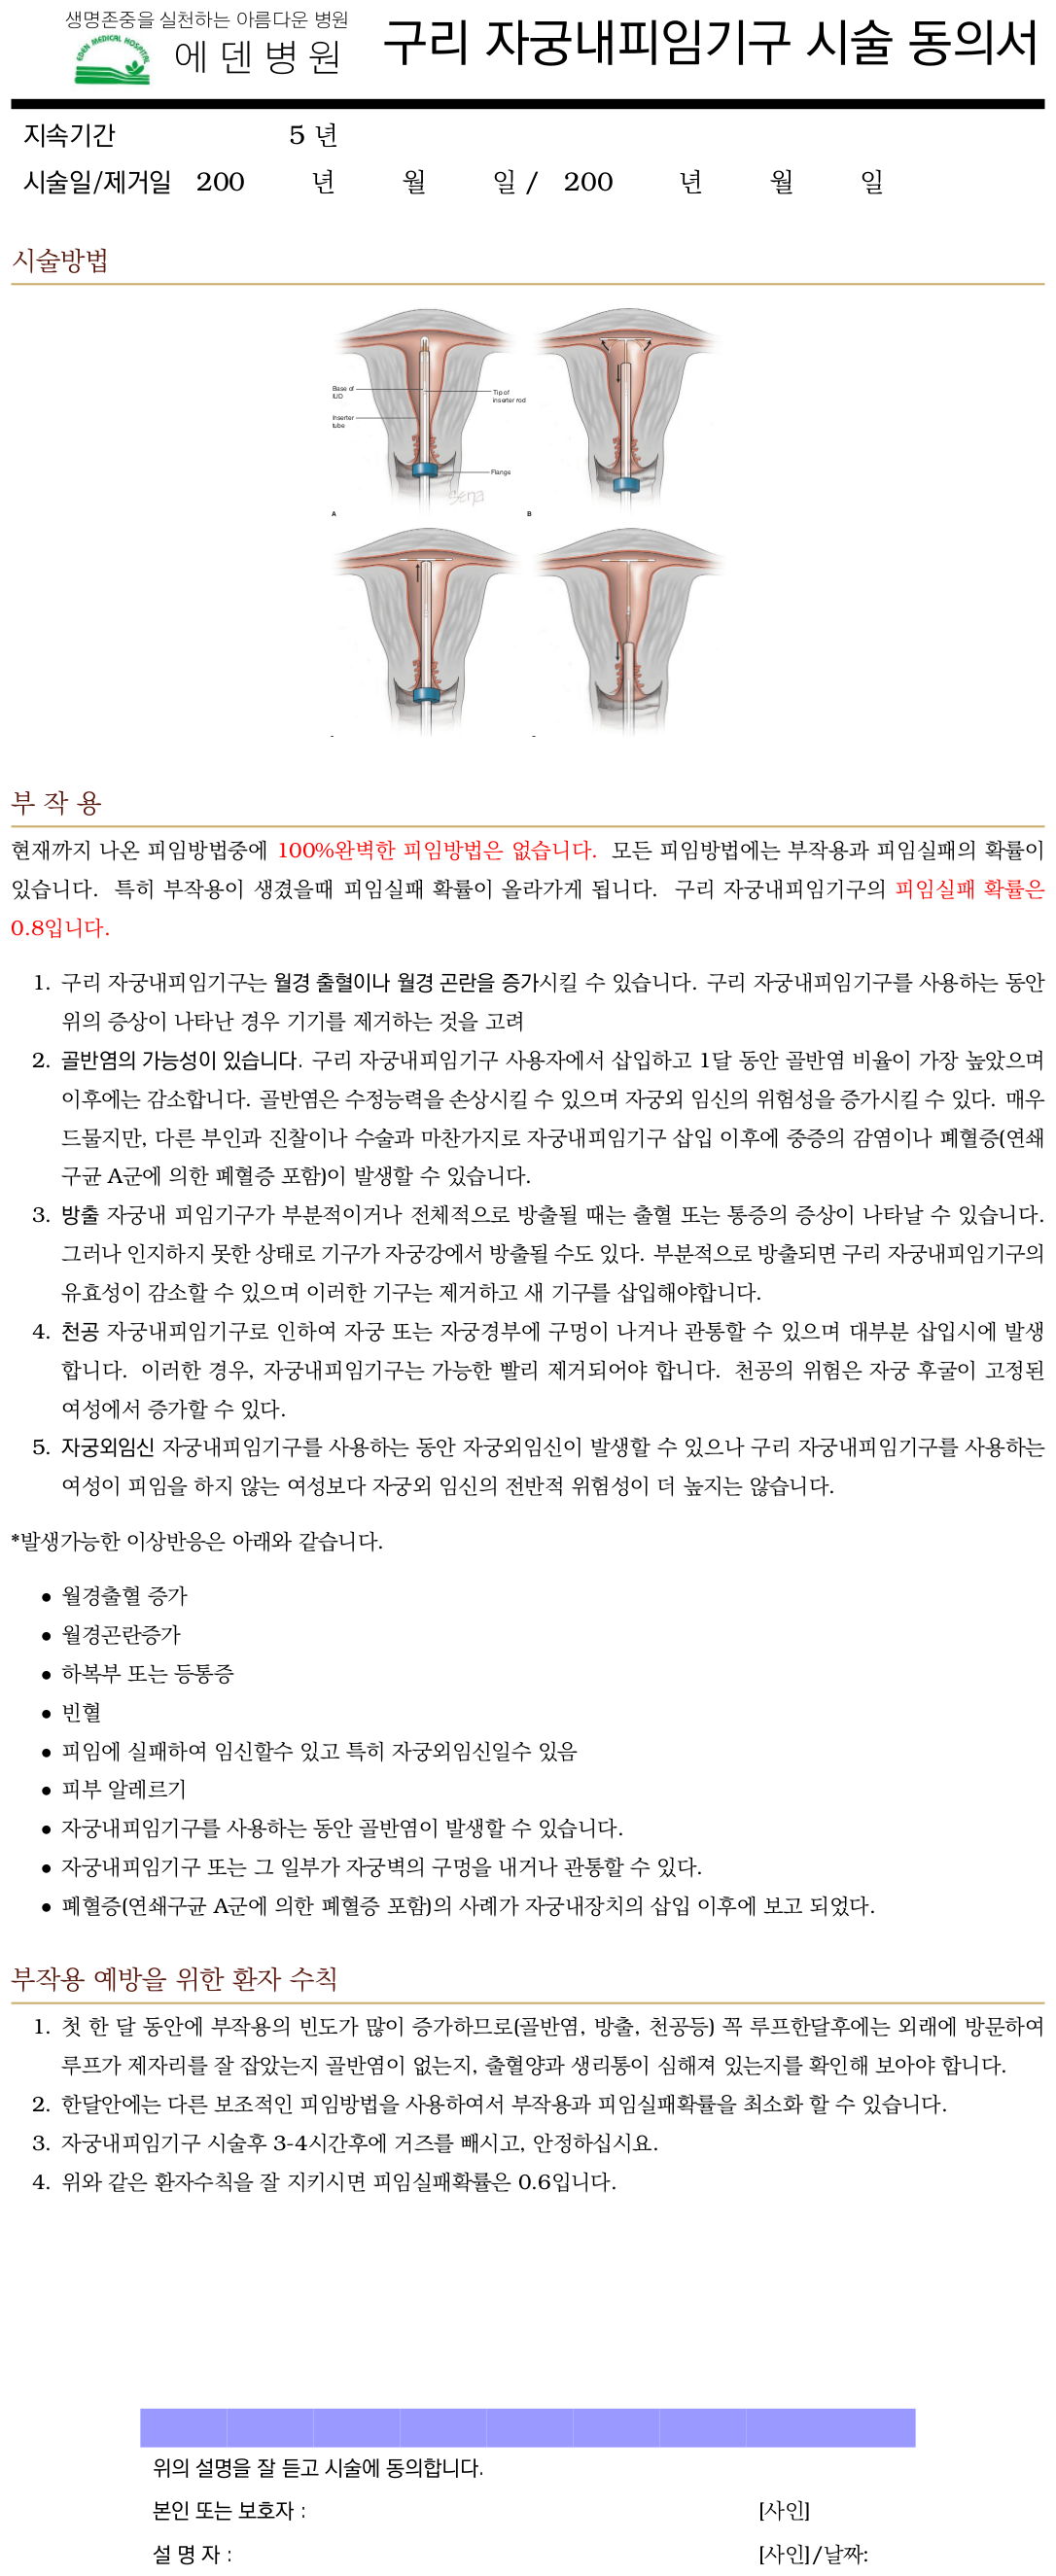 생명존중을 실천하는 아름다운 병원
EDEN MEDICAL HOSPITAL
에 덴 병 원
구리 자궁내피임기구 시술 동의서
지속기간 5 년
시술일/제거일 200 년 월 일 / 200 년 월 일
시술방법
Base of
IUD
Tip of
inserter rod
Inserter
tube
Flange
A
B
부 작 용
현재까지 나온 피임방법중에 100%완벽한 피임방법은 없습니다. 모든 피임방법에는 부작용과 피임실패의 확률이
있습니다. 특히 부작용이 생겼을때 피임실패 확률이 올라가게 됩니다. 구리 자궁내피임기구의 피임실패 확률은
0.8입니다.
1. 구리 자궁내피임기구는 월경 출혈이나 월경 곤란을 증가시킬 수 있습니다. 구리 자궁내피임기구를 사용하는 동안
위의 증상이 나타난 경우 기기를 제거하는 것을 고려
2. 골반염의 가능성이 있습니다. 구리 자궁내피임기구 사용자에서 삽입하고 1달 동안 골반염 비율이 가장 높았으며
이후에는 감소합니다. 골반염은 수정능력을 손상시킬 수 있으며 자궁외 임신의 위험성을 증가시킬 수 있다. 매우
드물지만, 다른 부인과 진찰이나 수술과 마찬가지로 자궁내피임기구 삽입 이후에 중증의 감염이나 폐혈증(연쇄
구균 A군에 의한 폐혈증 포함)이 발생할 수 있습니다.
3. 방출 자궁내 피임기구가 부분적이거나 전체적으로 방출될 때는 출혈 또는 통증의 증상이 나타날 수 있습니다.
그러나 인지하지 못한 상태로 기구가 자궁강에서 방출될 수도 있다. 부분적으로 방출되면 구리 자궁내피임기구의
유효성이 감소할 수 있으며 이러한 기구는 제거하고 새 기구를 삽입해야합니다.
4. 천공 자궁내피임기구로 인하여 자궁 또는 자궁경부에 구멍이 나거나 관통할 수 있으며 대부분 삽입시에 발생
합니다. 이러한 경우, 자궁내피임기구는 가능한 빨리 제거되어야 합니다. 천공의 위험은 자궁 후굴이 고정된
여성에서 증가할 수 있다.
5. 자궁외임신 자궁내피임기구를 사용하는 동안 자궁외임신이 발생할 수 있으나 구리 자궁내피임기구를 사용하는
여성이 피임을 하지 않는 여성보다 자궁외 임신의 전반적 위험성이 더 높지는 않습니다.
*발생가능한 이상반응은 아래와 같습니다.
• 월경출혈 증가
• 월경곤란증가
• 하복부 또는 등통증
• 빈혈
• 피임에 실패하여 임신할수 있고 특히 자궁외임신일수 있음
• 피부 알레르기
• 자궁내피임기구를 사용하는 동안 골반염이 발생할 수 있습니다.
• 자궁내피임기구 또는 그 일부가 자궁벽의 구멍을 내거나 관통할 수 있다.
• 폐혈증(연쇄구균 A군에 의한 폐혈증 포함)의 사례가 자궁내장치의 삽입 이후에 보고 되었다.
부작용 예방을 위한 환자 수칙
1. 첫 한 달 동안에 부작용의 빈도가 많이 증가하므로(골반염, 방출, 천공등) 꼭 루프한달후에는 외래에 방문하여
루프가 제자리를 잘 잡았는지 골반염이 없는지, 출혈양과 생리통이 심해져 있는지를 확인해 보아야 합니다.
2. 한달안에는 다른 보조적인 피임방법을 사용하여서 부작용과 피임실패확률을 최소화 할 수 있습니다.
3. 자궁내피임기구 시술후 3-4시간후에 거즈를 빼시고, 안정하십시요.
4. 위와 같은 환자수칙을 잘 지키시면 피임실패확률은 0.6입니다.
위의 설명을 잘 듣고 시술에 동의합니다.
본인 또는 보호자 : [사인]
설 명 자 : [사인]/날짜: